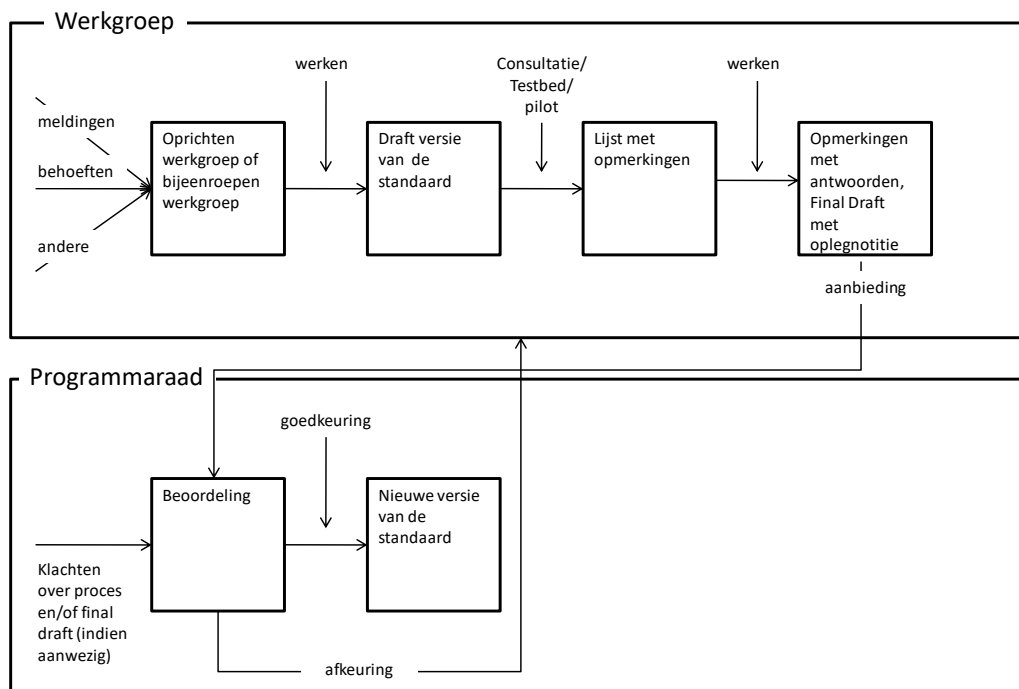 Werkgroep
werken
Consultatie/
Testbed/
pilot
werken
meldingen
behoeften
andere
Oprichten
werkgroep of
bijeenroepen
werkgroep
Draft versie
van de
standaard
Lijst met
opmerkingen
Opmerkingen
met
antwoorden,
Final Draft
met
oplegnotitie
aanbieding
Programmaraad
goedkeuring
Beoordeling
Nieuwe versie
van de
standaard
Klachten
over proces
en/of final
draft (indien
aanwezig)
afkeuring